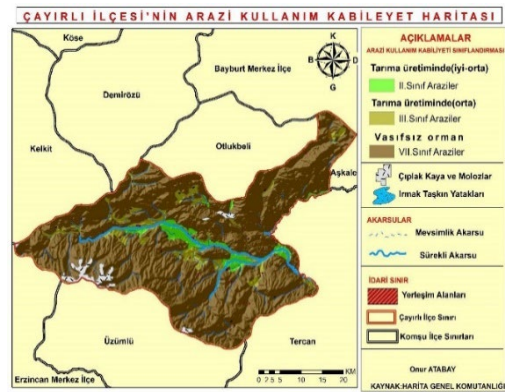 ÇAYIRLI İLÇESİ'NİN ARAZİ KULLANIM KABİLEYET HARİTASI
Köse
Bayburt Merkez İlçe
Demirözü
Otlukbeli
Kelkit
Aşkale
Üzümlü
Tercan
Erzincan Merkez İlçe
K
B
D
G
0 2,5 5 10 15 20
KM
AÇIKLAMALAR
ARAZİ KULLANIM KABİLİYETİ SINIFLANDIRMASI
Tarıma üretiminde(iyi-orta)
II.Sınıf Araziler
Tarıma üretiminde(orta)
III.Sınıf Araziler
Vasıfsız orman
VII.Sınıf Araziler
Çıplak Kaya ve Molozlar
Irmak Taşkın Yatakları
AKARSULAR
Mevsimlik Akarsu
Sürekli Akarsu
İDARİ SINIR
Yerleşim Alanları
Çayırlı İlçe Sınırı
Komşu İlçe Sınırları
Onur ATABAY
KAYNAK:HARİTA GENEL KOMUTANLIĞI